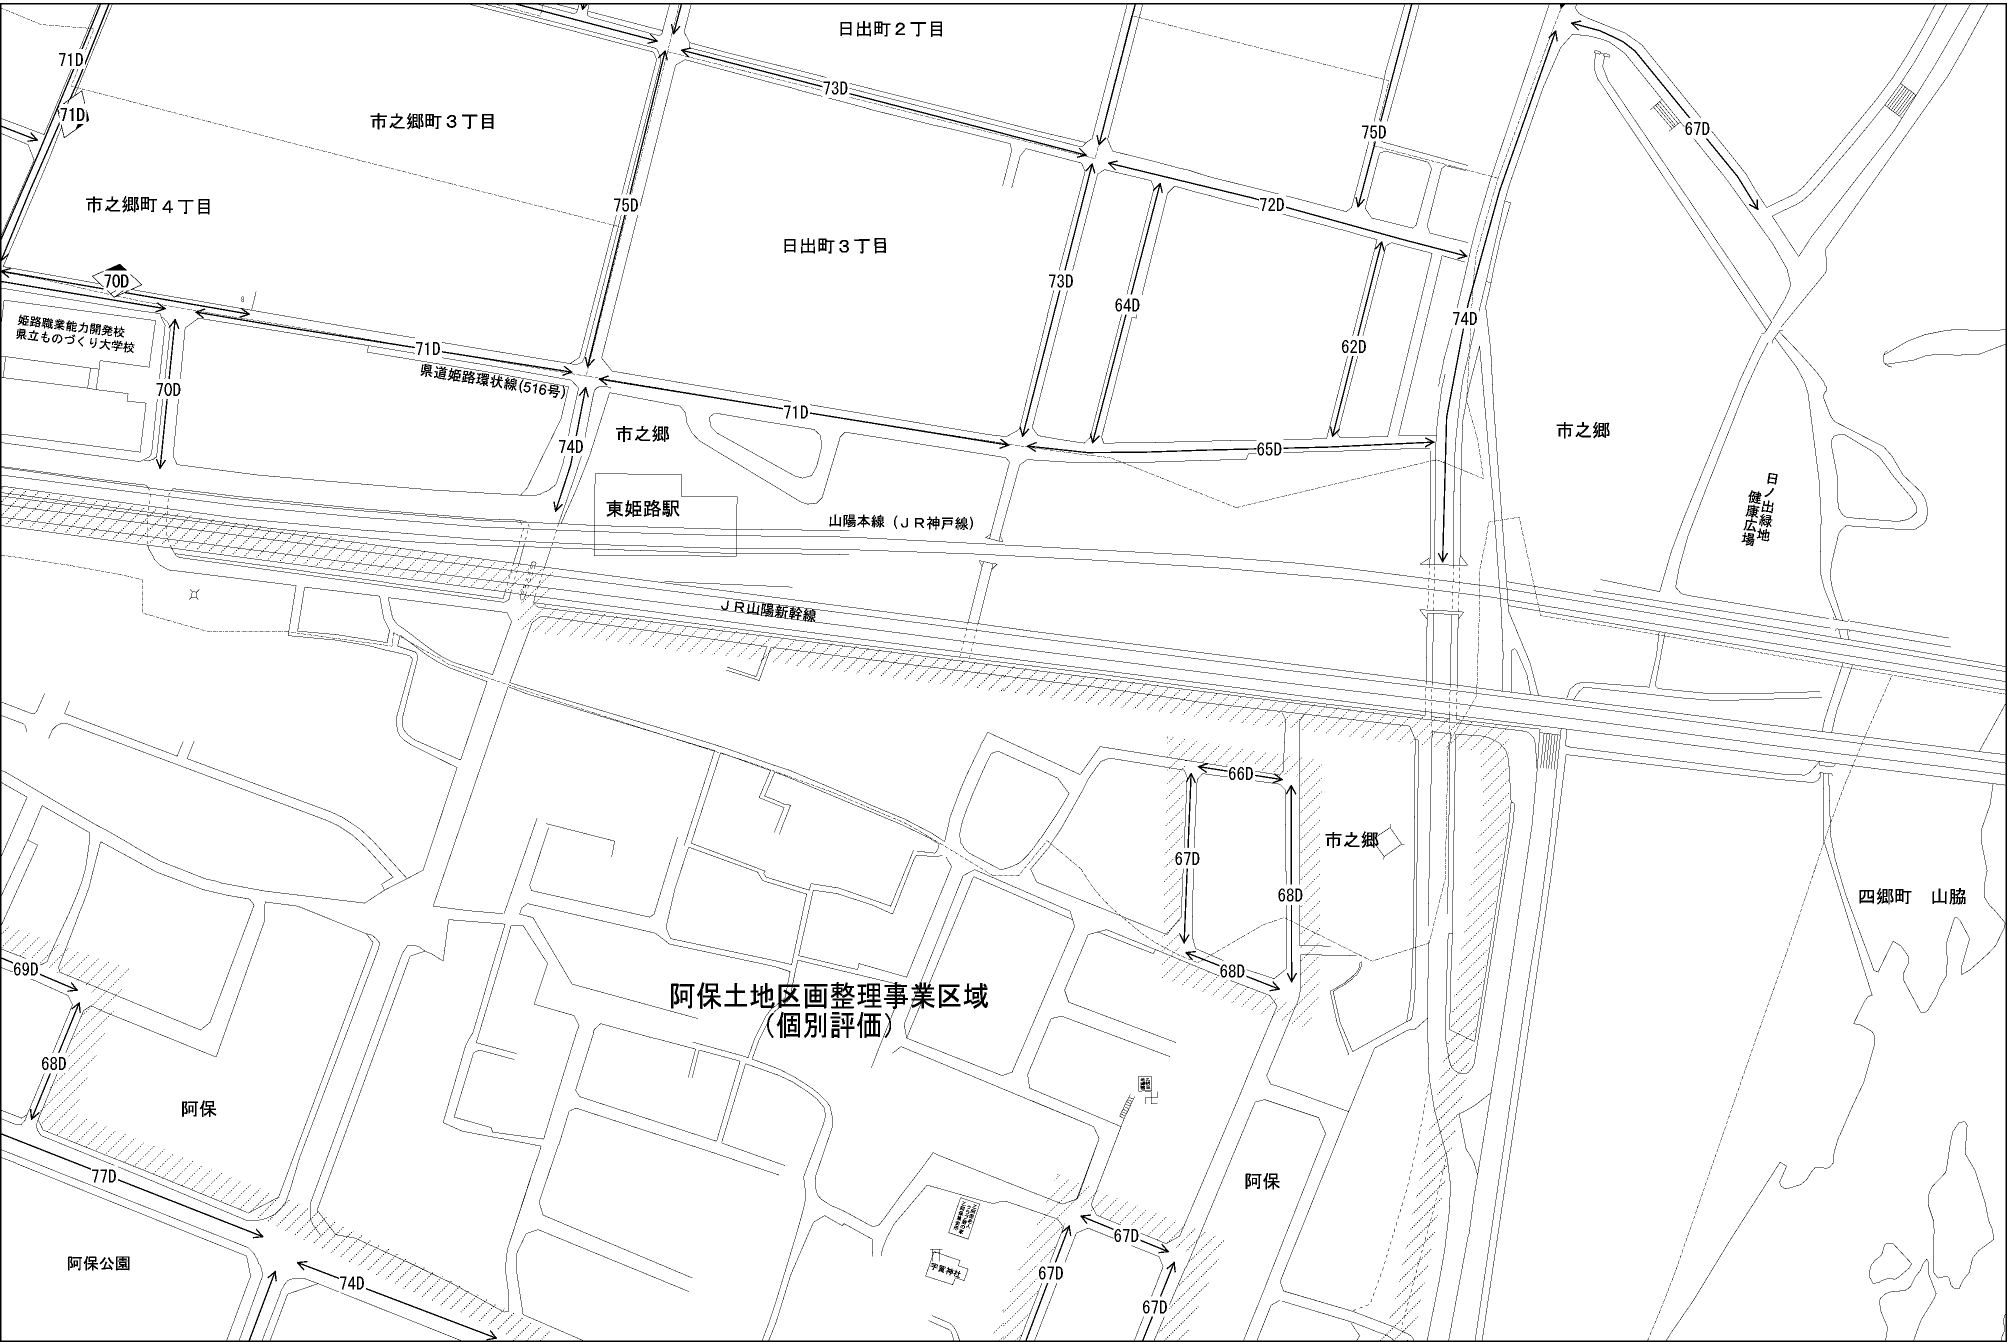 日出町２丁目
71D
73D
71D
市之郷町３丁目
67D
75D
市之郷町４丁目
75D
72D
日出町３丁目
70D
73D
64D
74D
姫路職業能力開発校
県立ものづくり大学校
71D
62D
県道姫路環状線(516号)
70D
71D
市之郷
74D
65D
市之郷
東姫路駅
山陽本線（ＪＲ神戸線）
日ノ出緑地
健康広場
ＪＲ山陽新幹線
66D
市之郷
67D
68D
四郷町　山脇
69D
68D
阿保土地区画整理事業区域
（個別評価）
68D
阿保
77D
阿保
67D
阿保公園
宇賀神社
67D
74D
67D